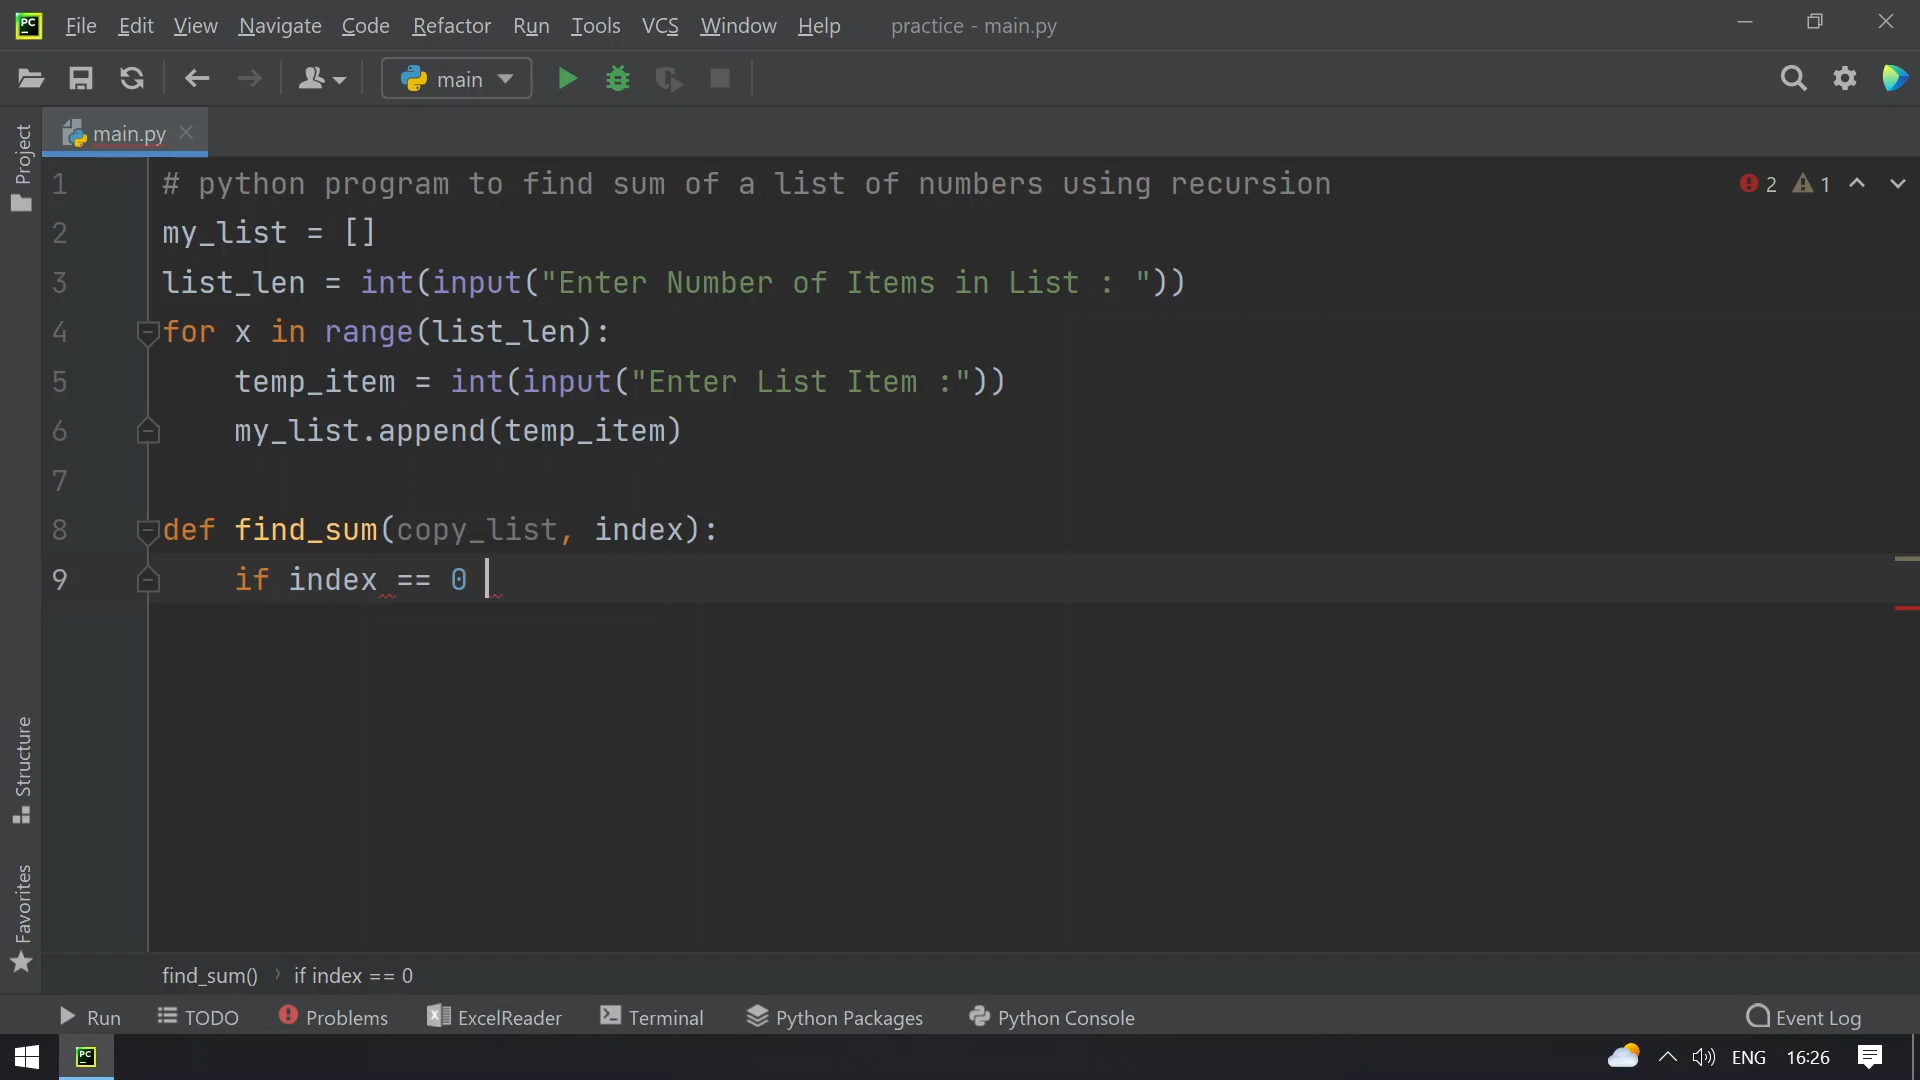 PC File Edit View Navigate Code Refactor Run Tools VCS Window Help practice - main.py
main
main.py
Project
1 # python program to find sum of a list of numbers using recursion
2 1
2 my_list = []
3 list_len = int(input("Enter Number of Items in List : "))
4 for x in range(list_len):
5 temp_item = int(input("Enter List Item :"))
6 my_list.append(temp_item)
7
8 def find_sum(copy_list, index):
9 if index == 0
Structure
Favorites
find_sum() › if index == 0
Run TODO Problems ExcelReader Terminal Python Packages Python Console Event Log
PC ENG 16:26